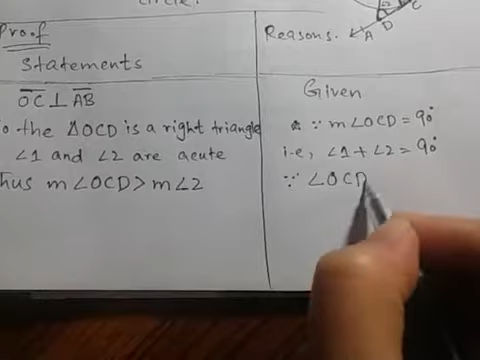 circle.
Proof
Statements
Reasons.
A
D
C
OC ⊥ AB
Given
the ΔOCD is a right triangle
∵ m∠OCD = 90°
∠1 and ∠2 are acute
i.e, ∠1 + ∠2 = 90°
Thus m∠OCD > m∠2
∵ ∠OCD